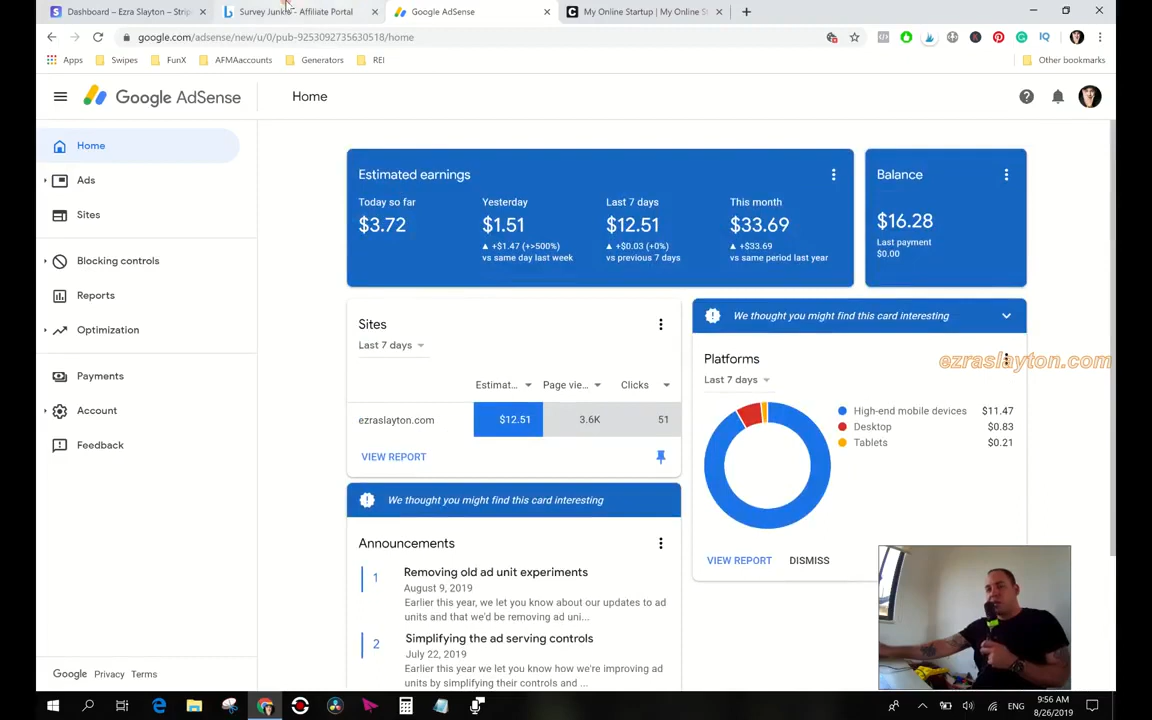 Dashboard – Ezra Slayton – Strip
Survey Junkie - Affiliate Portal
Google AdSense
My Online Startup | My Online St
google.com/adsense/new/u/0/pub-9253092735630518/home
Apps
Swipes
FunX
AFMAaccounts
Generators
REI
Other bookmarks
Google AdSense
Home
Home
Ads
Sites
Blocking controls
Reports
Optimization
Payments
Account
Feedback
Google Privacy Terms
Estimated earnings
Today so far
$3.72
Yesterday
$1.51
+$1.47 (+>500%)
vs same day last week
Last 7 days
$12.51
+$0.03 (+0%)
vs previous 7 days
This month
$33.69
+$33.69
vs same period last year
Balance
$16.28
Last payment
$0.00
Sites
Last 7 days
Estimat... Page vie... Clicks
ezraslayton.com $12.51 3.6K 51
VIEW REPORT
We thought you might find this card interesting
Platforms
Last 7 days
High-end mobile devices $11.47
Desktop $0.83
Tablets $0.21
VIEW REPORT DISMISS
ezraslayton.com
We thought you might find this card interesting
Announcements
1
Removing old ad unit experiments
August 9, 2019
Earlier this year, we let you know about our updates to ad
units and that we'd be removing ad uni...
2
Simplifying the ad serving controls
July 22, 2019
Earlier this year we let you know how we're improving ad
units by simplifying their controls and ...
ENG
9:56 AM
8/26/2019